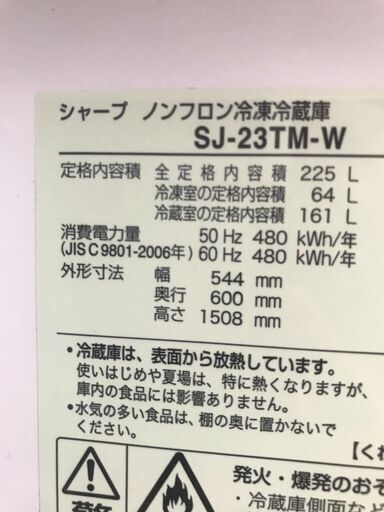 シャープ ノンフロン冷凍冷蔵庫
SJ-23TM-W
定格内容積 全定格内容積 225 L
冷凍室の定格内容積 64 L
冷蔵室の定格内容積 161 L
消費電力量 50 Hz 480 kWh/年
(JIS C 9801-2006年) 60 Hz 480 kWh/年
外形寸法 幅 544 mm
奥行 600 mm
高さ 1508 mm
・冷蔵庫は、表面から放熱しています。
使いはじめや夏場は、特に熱くなりますが、
庫内の食品には影響ありません。
・水気の多い食品は、棚の奥に置かないで
ください。
【くれ
発火・爆発のおそ
・冷蔵庫側面など